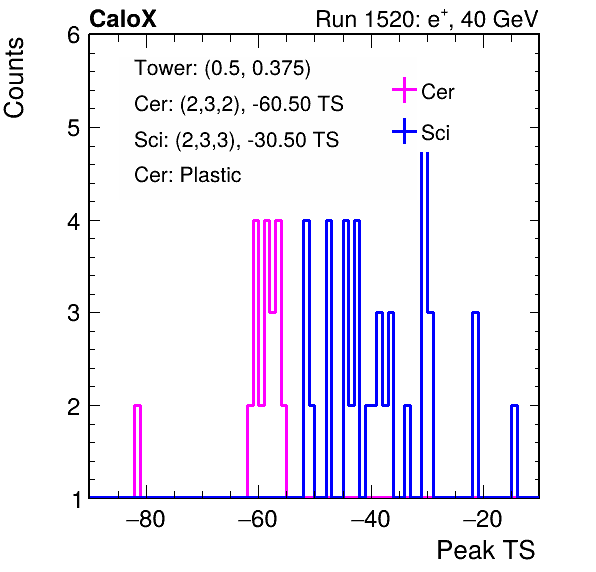 CaloX Run 1520: e+, 40 GeV
Counts
6
Tower: (0.5, 0.375)
Cer: (2,3,2), -60.50 TS
Sci: (2,3,3), -30.50 TS
Cer: Plastic
Cer
Sci
5
4
3
2
1
−80 −60 −40 −20
Peak TS